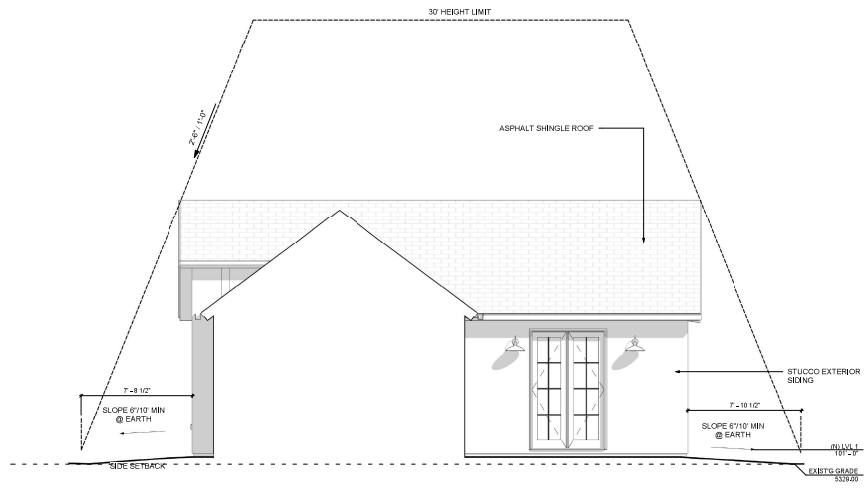 30' HEIGHT LIMIT
2'-6" / 1'-0"
ASPHALT SHINGLE ROOF
STUCCO EXTERIOR
SIDING
7' - 8 1/2"
SLOPE 6"/10' MIN
@ EARTH
7' - 10 1/2"
SLOPE 6"/10' MIN
@ EARTH
(N) LVL 1
101' - 0"
SIDE SETBACK
EXIST'G GRADE
5329.00